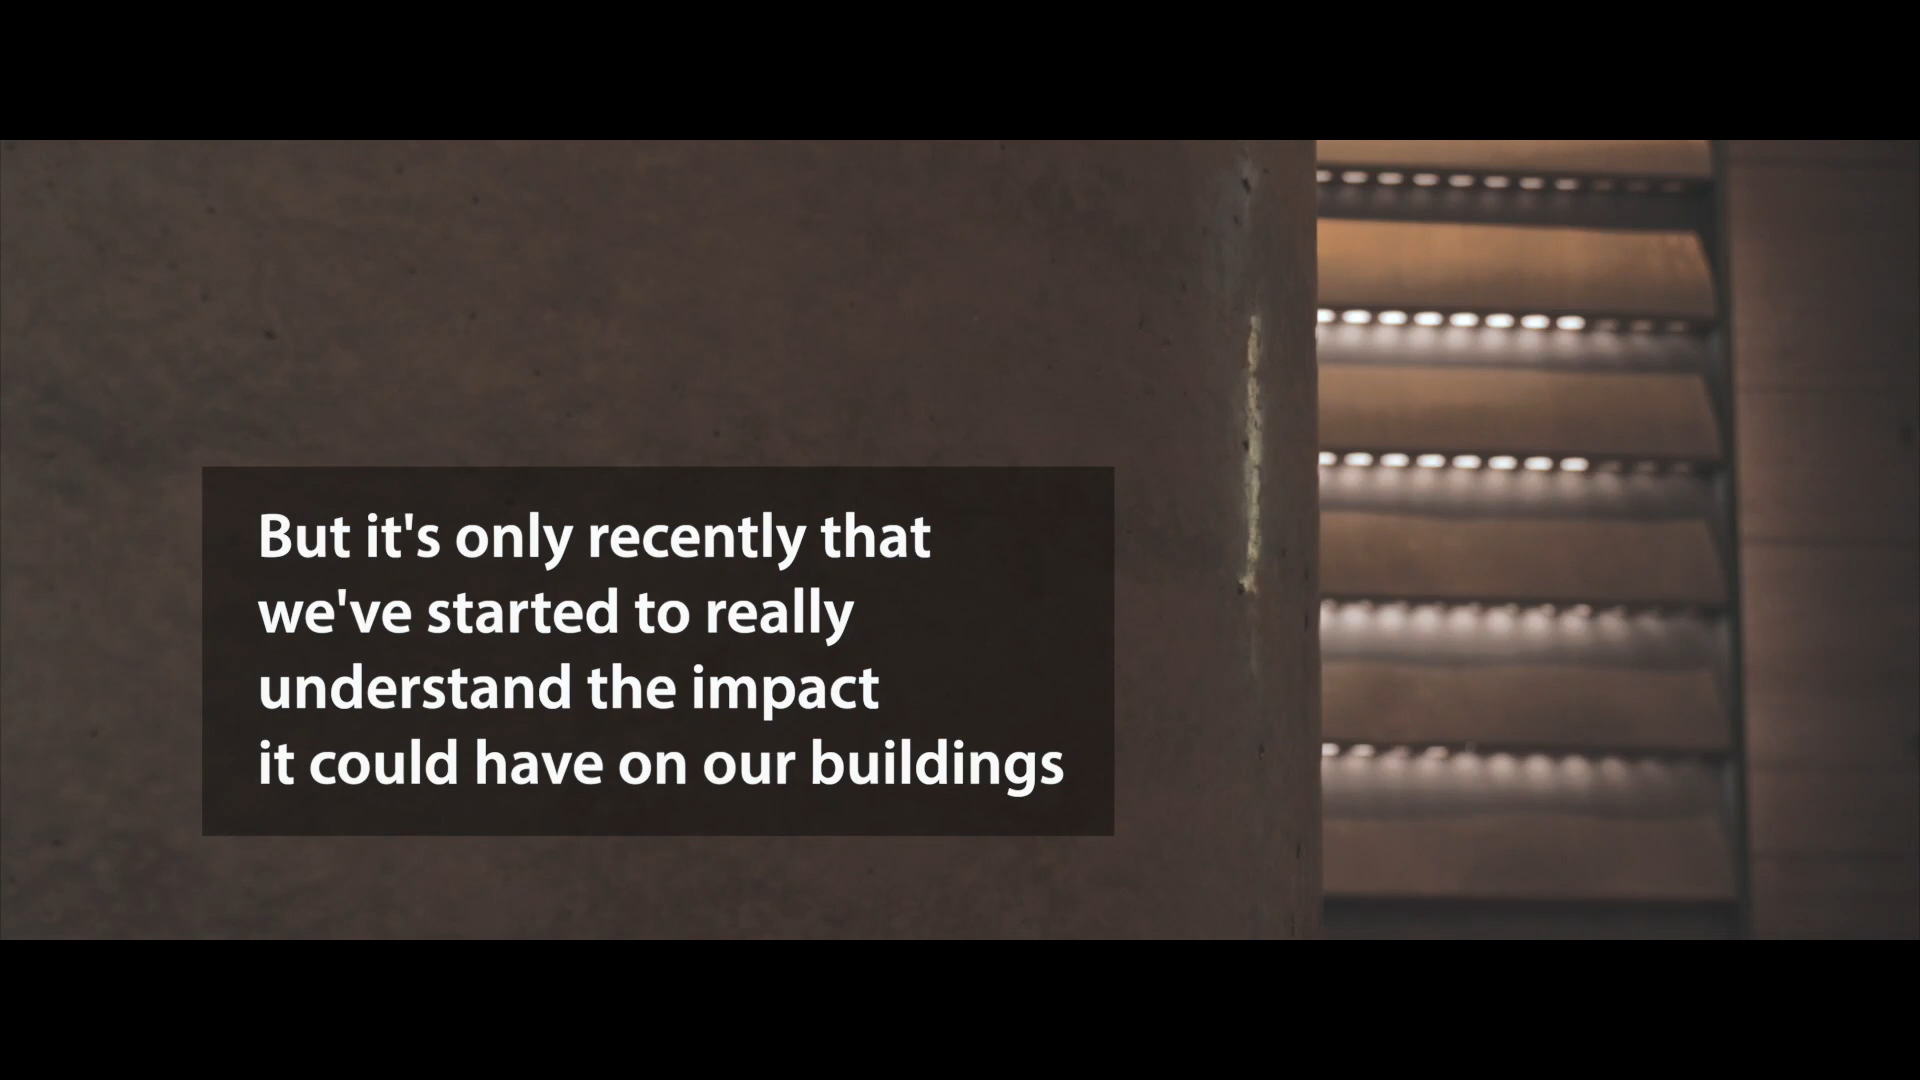 But it's only recently that
we've started to really
understand the impact
it could have on our buildings